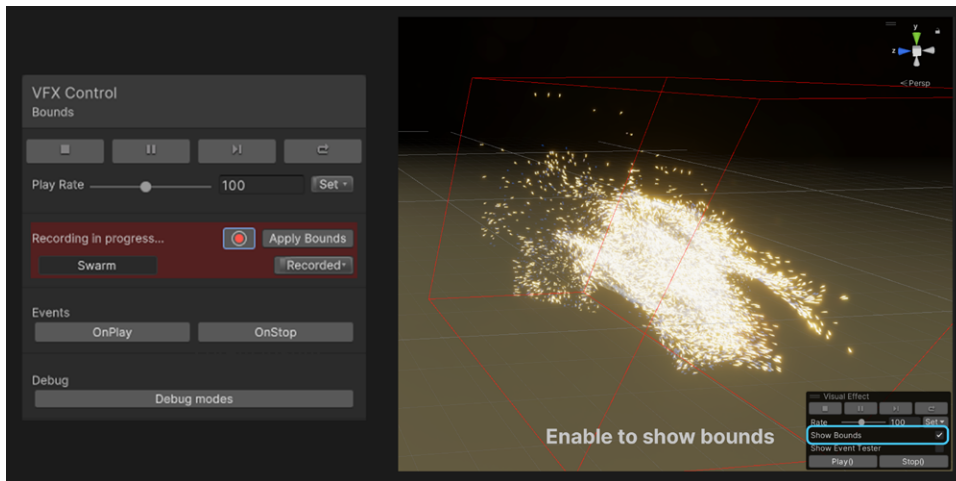 VFX Control
Bounds
Play Rate 100 Set
Recording in progress... Apply Bounds
Swarm Recorded
Events
OnPlay OnStop
Debug
Debug modes
y
z
< Persp
Enable to show bounds
Visual Effect
Rate 100 Set
Show Bounds
Show Event Tester
Play() Stop()